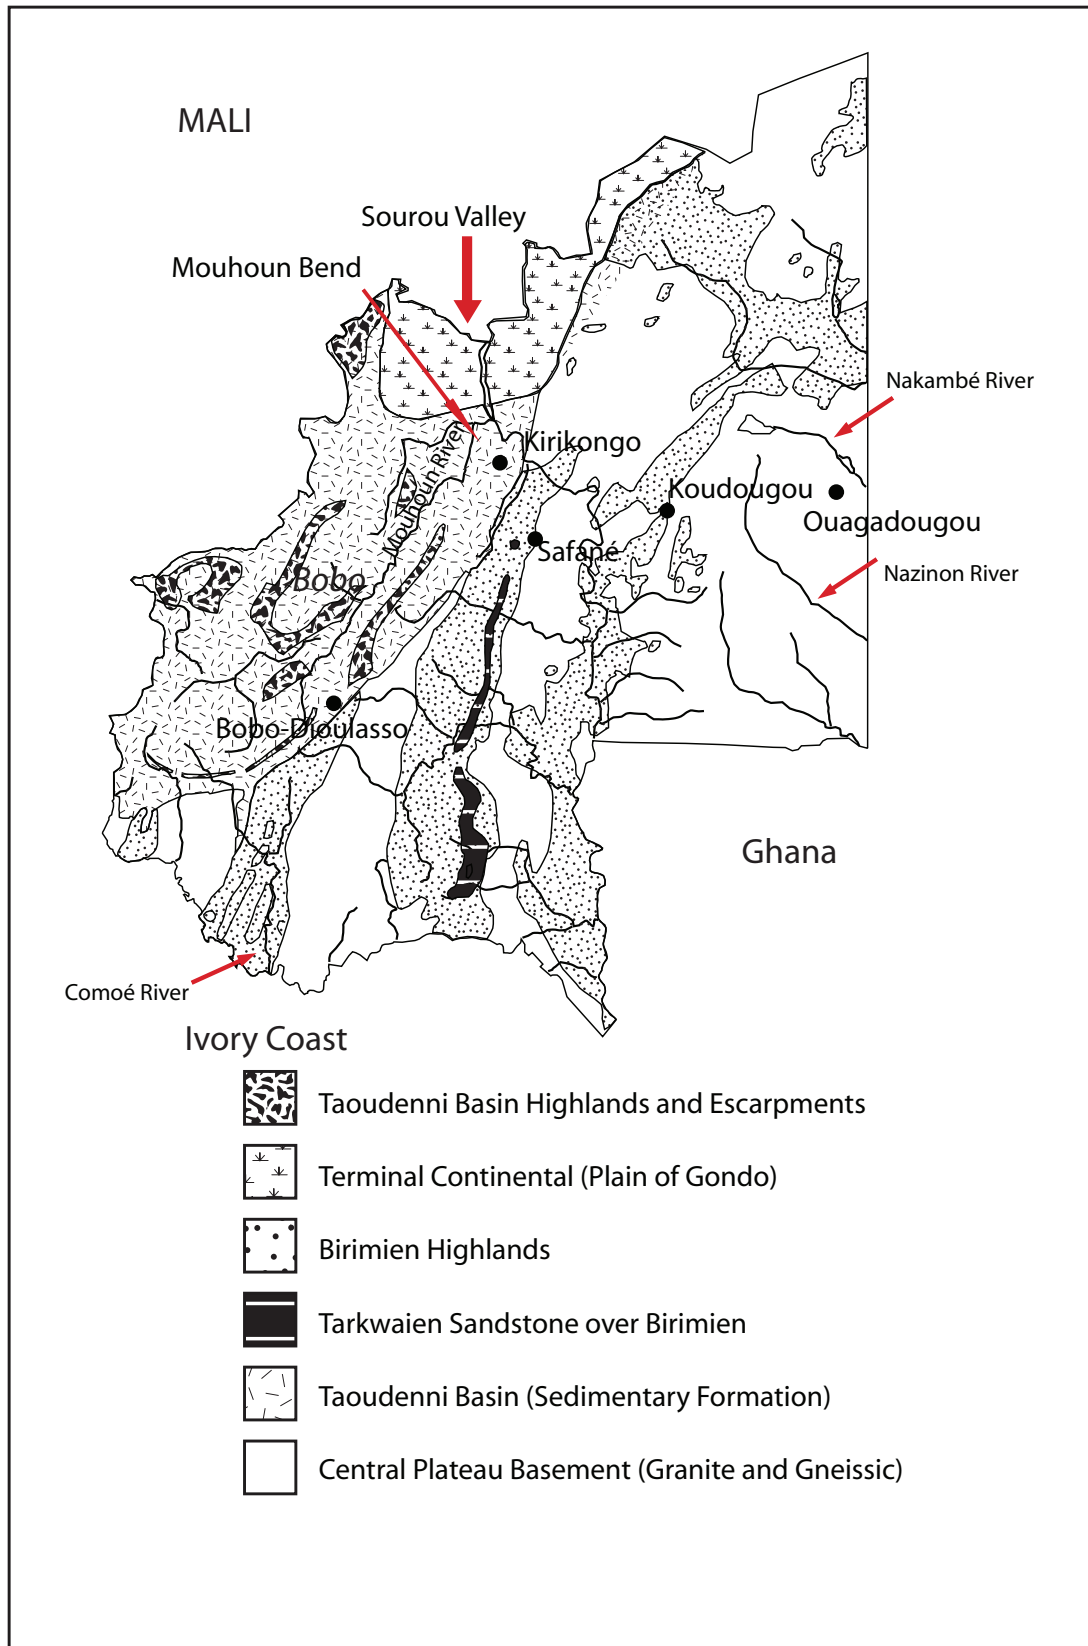 MALI
Sourou Valley
Mouhoun Bend
Nakambé River
Kirikongo
Mouhoun River
Koudougou
Ouagadougou
Safané
Nazinon River
Bobo
Bobo-Dioulasso
Ghana
Comoé River
Ivory Coast
Taoudenni Basin Highlands and Escarpments
Terminal Continental (Plain of Gondo)
Birimien Highlands
Tarkwaien Sandstone over Birimien
Taoudenni Basin (Sedimentary Formation)
Central Plateau Basement (Granite and Gneissic)